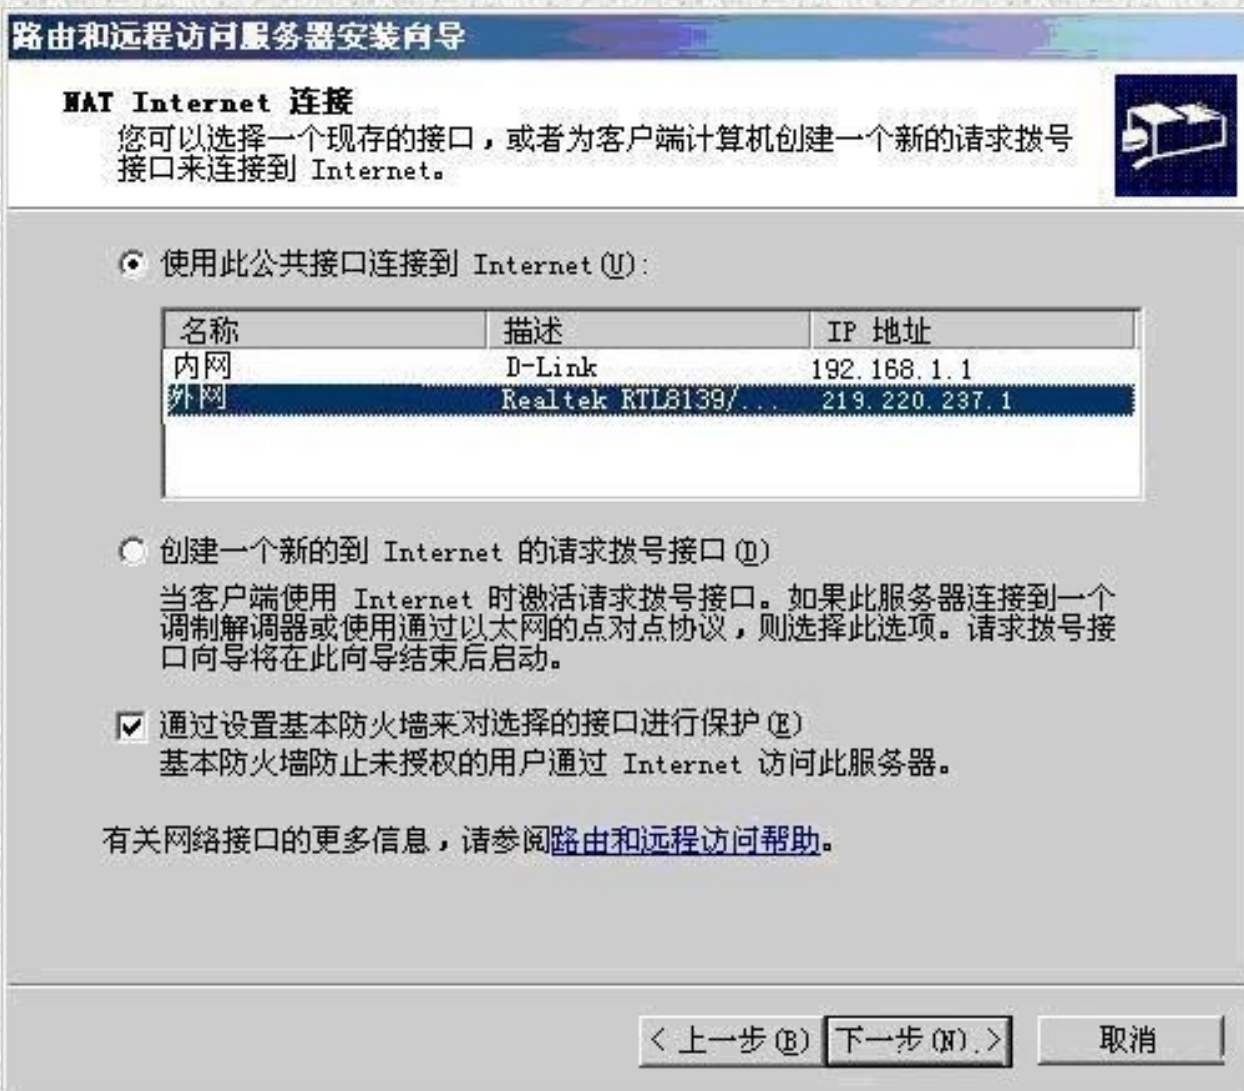 路由和远程访问服务器安装向导
NAT Internet 连接
您可以选择一个现存的接口，或者为客户端计算机创建一个新的请求拨号
接口来连接到 Internet。
使用此公共接口连接到 Internet(U):
名称 描述 IP 地址
内网 D-Link 192.168.1.1
外网 Realtek RTL8139/... 219.220.237.1
创建一个新的到 Internet 的请求拨号接口(D)
当客户端使用 Internet 时激活请求拨号接口。如果此服务器连接到一个
调制解调器或使用通过以太网的点对点协议，则选择此选项。请求拨号接
口向导将在此向导结束后启动。
通过设置基本防火墙来对选择的接口进行保护(E)
基本防火墙防止未授权的用户通过 Internet 访问此服务器。
有关网络接口的更多信息，请参阅路由和远程访问帮助。
< 上一步(B) 下一步(N) > 取消